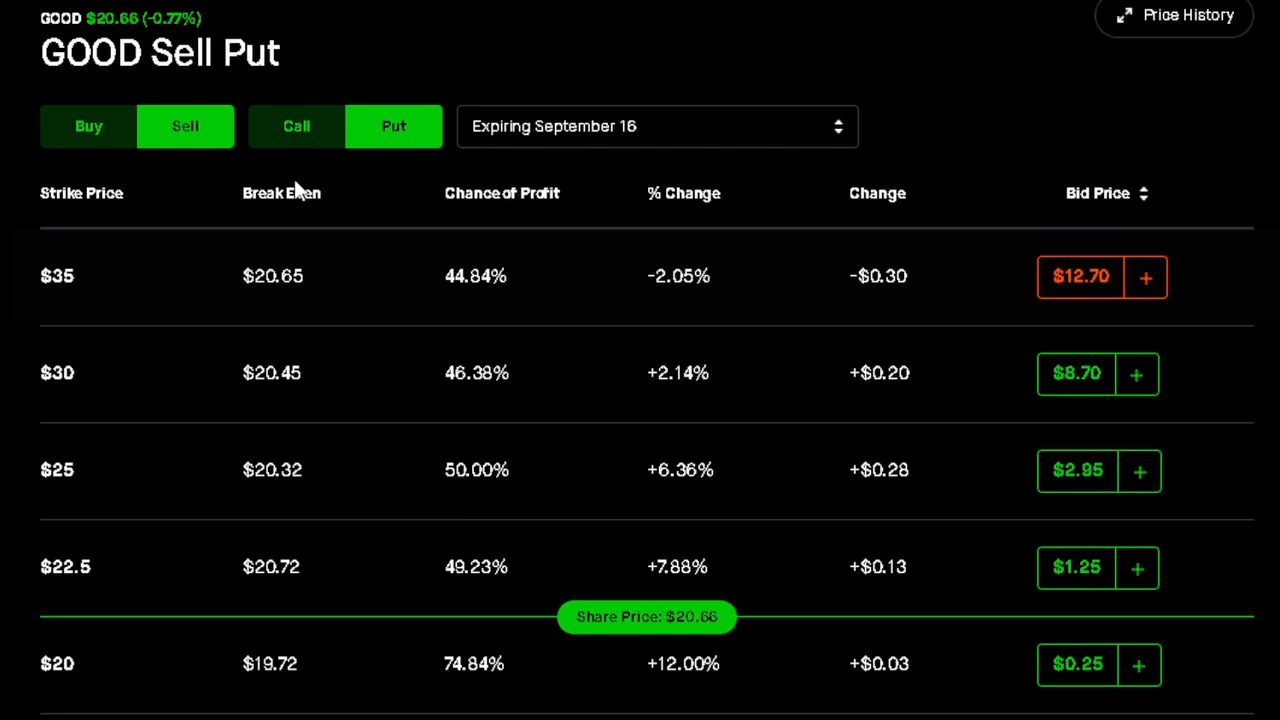 GOOD $20.66 (-0.77%)
Price History
GOOD Sell Put
Buy Sell Call Put Expiring September 16
Strike Price Break Even Chance of Profit % Change Change Bid Price
$35 $20.65 44.84% -2.05% -$0.30 $12.70 +
$30 $20.45 46.38% +2.14% +$0.20 $8.70 +
$25 $20.32 50.00% +6.36% +$0.28 $2.95 +
$22.5 $20.72 49.23% +7.88% +$0.13 $1.25 +
Share Price: $20.66
$20 $19.72 74.84% +12.00% +$0.03 $0.25 +